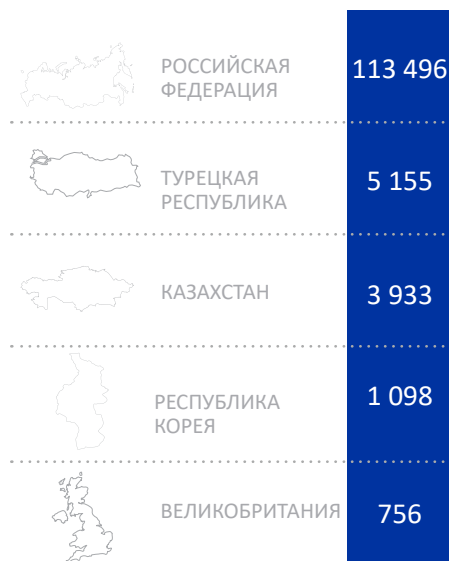 РОССИЙСКАЯ
ФЕДЕРАЦИЯ
113 496
ТУРЕЦКАЯ
РЕСПУБЛИКА
5 155
КАЗАХСТАН
3 933
РЕСПУБЛИКА
КОРЕЯ
1 098
ВЕЛИКОБРИТАНИЯ
756